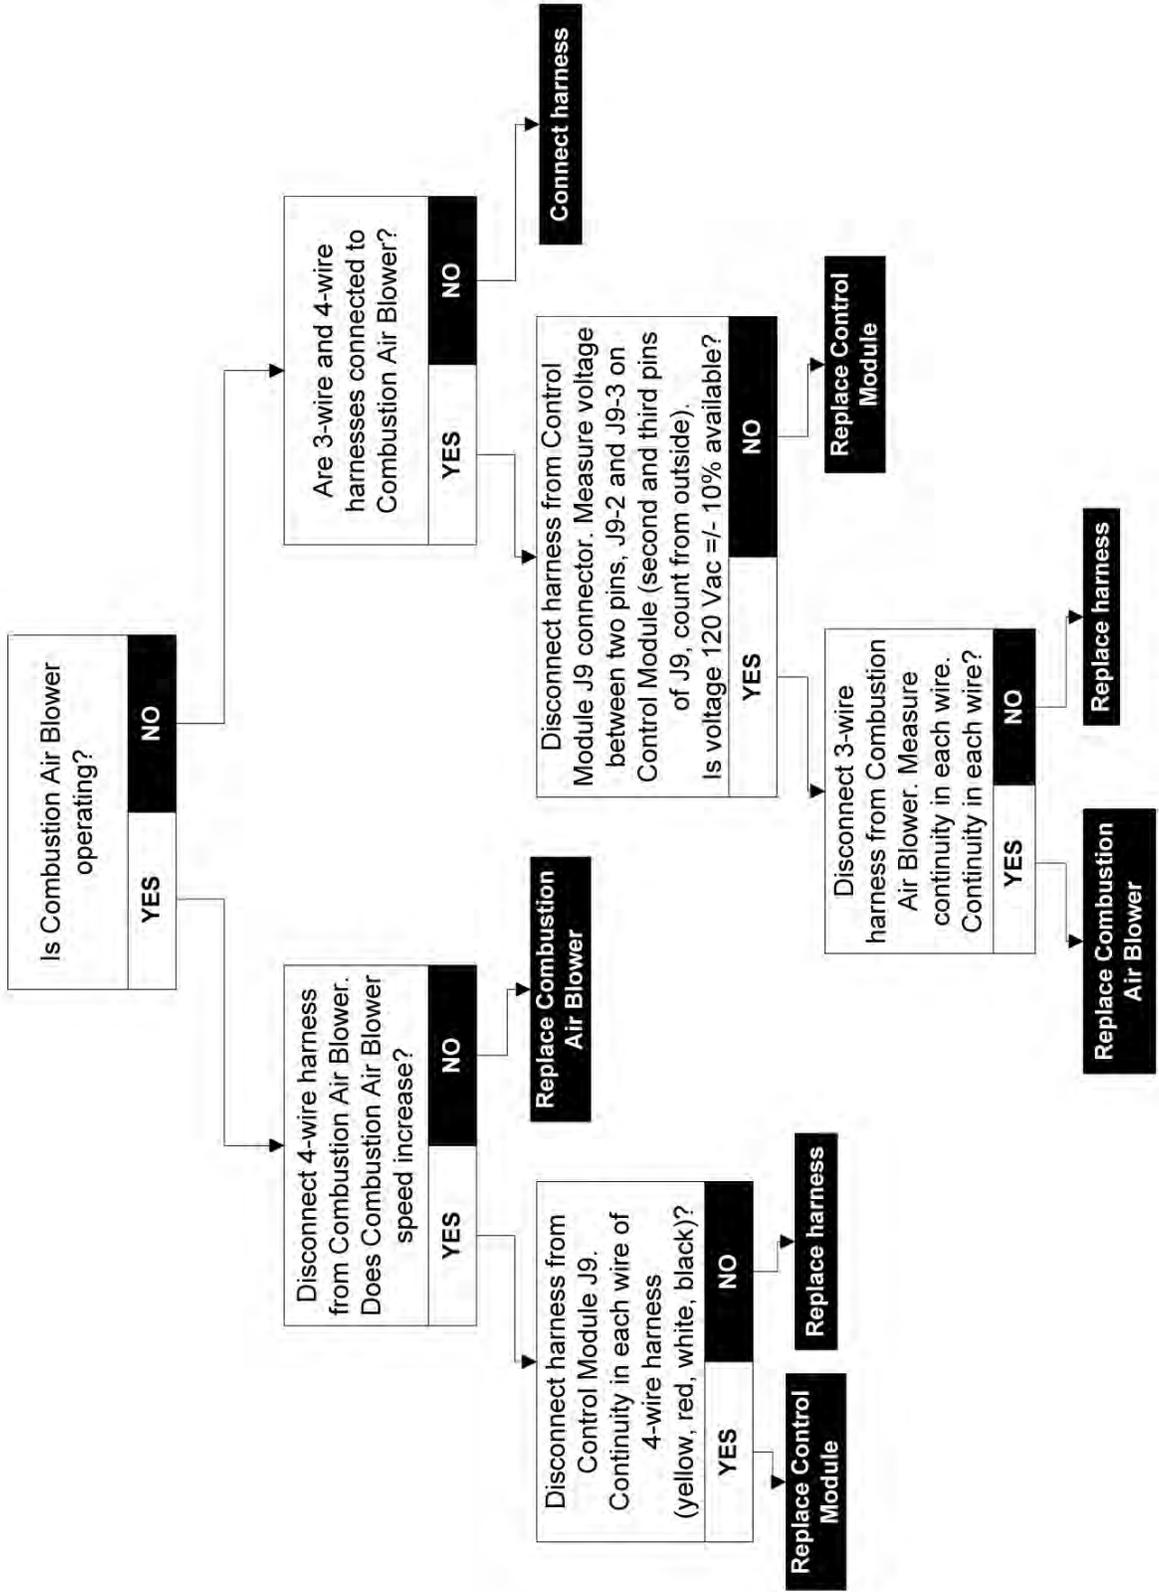 Is Combustion Air Blower
operating?
YES
NO
Disconnect 4-wire harness
from Combustion Air Blower.
Does Combustion Air Blower
speed increase?
YES
NO
Disconnect harness from
Control Module J9.
Continuity in each wire of
4-wire harness
(yellow, red, white, black)?
YES
NO
Replace Control
Module
Replace harness
Replace Combustion
Air Blower
Are 3-wire and 4-wire
harnesses connected to
Combustion Air Blower?
YES
NO
Connect harness
Disconnect harness from Control
Module J9 connector. Measure voltage
between two pins, J9-2 and J9-3 on
Control Module (second and third pins
of J9, count from outside).
Is voltage 120 Vac =/- 10% available?
YES
NO
Replace Control
Module
Disconnect 3-wire
harness from Combustion
Air Blower. Measure
continuity in each wire.
Continuity in each wire?
YES
NO
Replace Combustion
Air Blower
Replace harness